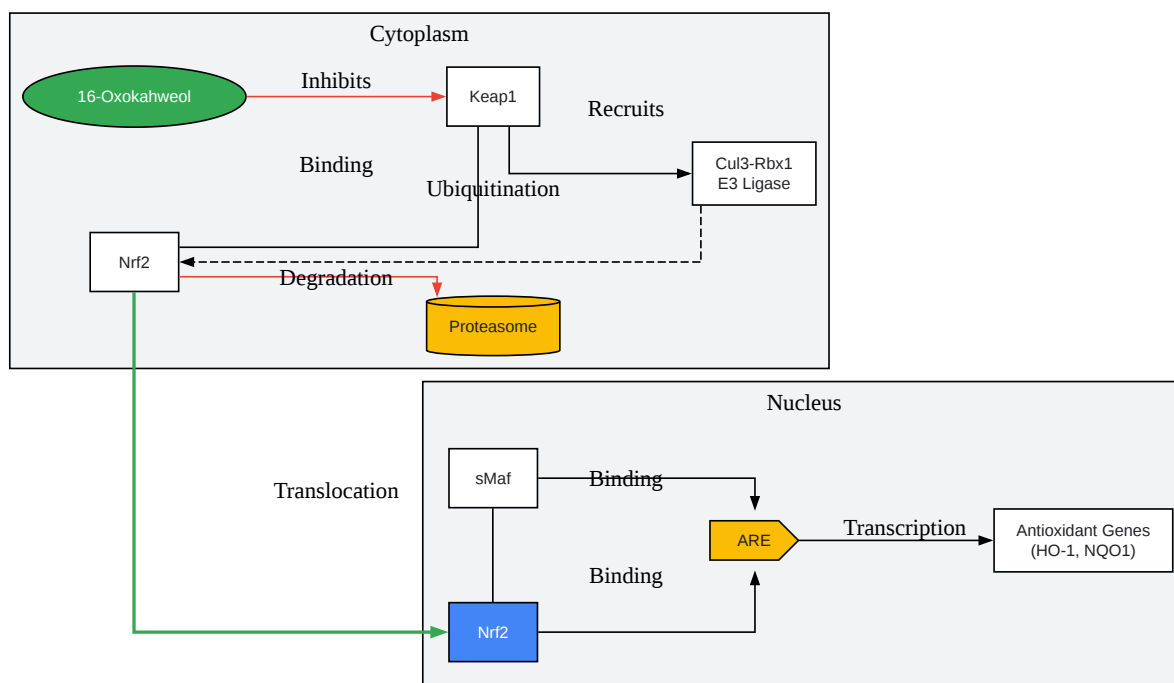 Cytoplasm
16-Oxokahweol
Inhibits
Keap1
Recruits
Binding
Cul3-Rbx1
E3 Ligase
Ubiquitination
Nrf2
Degradation
Proteasome
Nucleus
Translocation
sMaf
Binding
ARE
Transcription
Antioxidant Genes
(HO-1, NQO1)
Binding
Nrf2